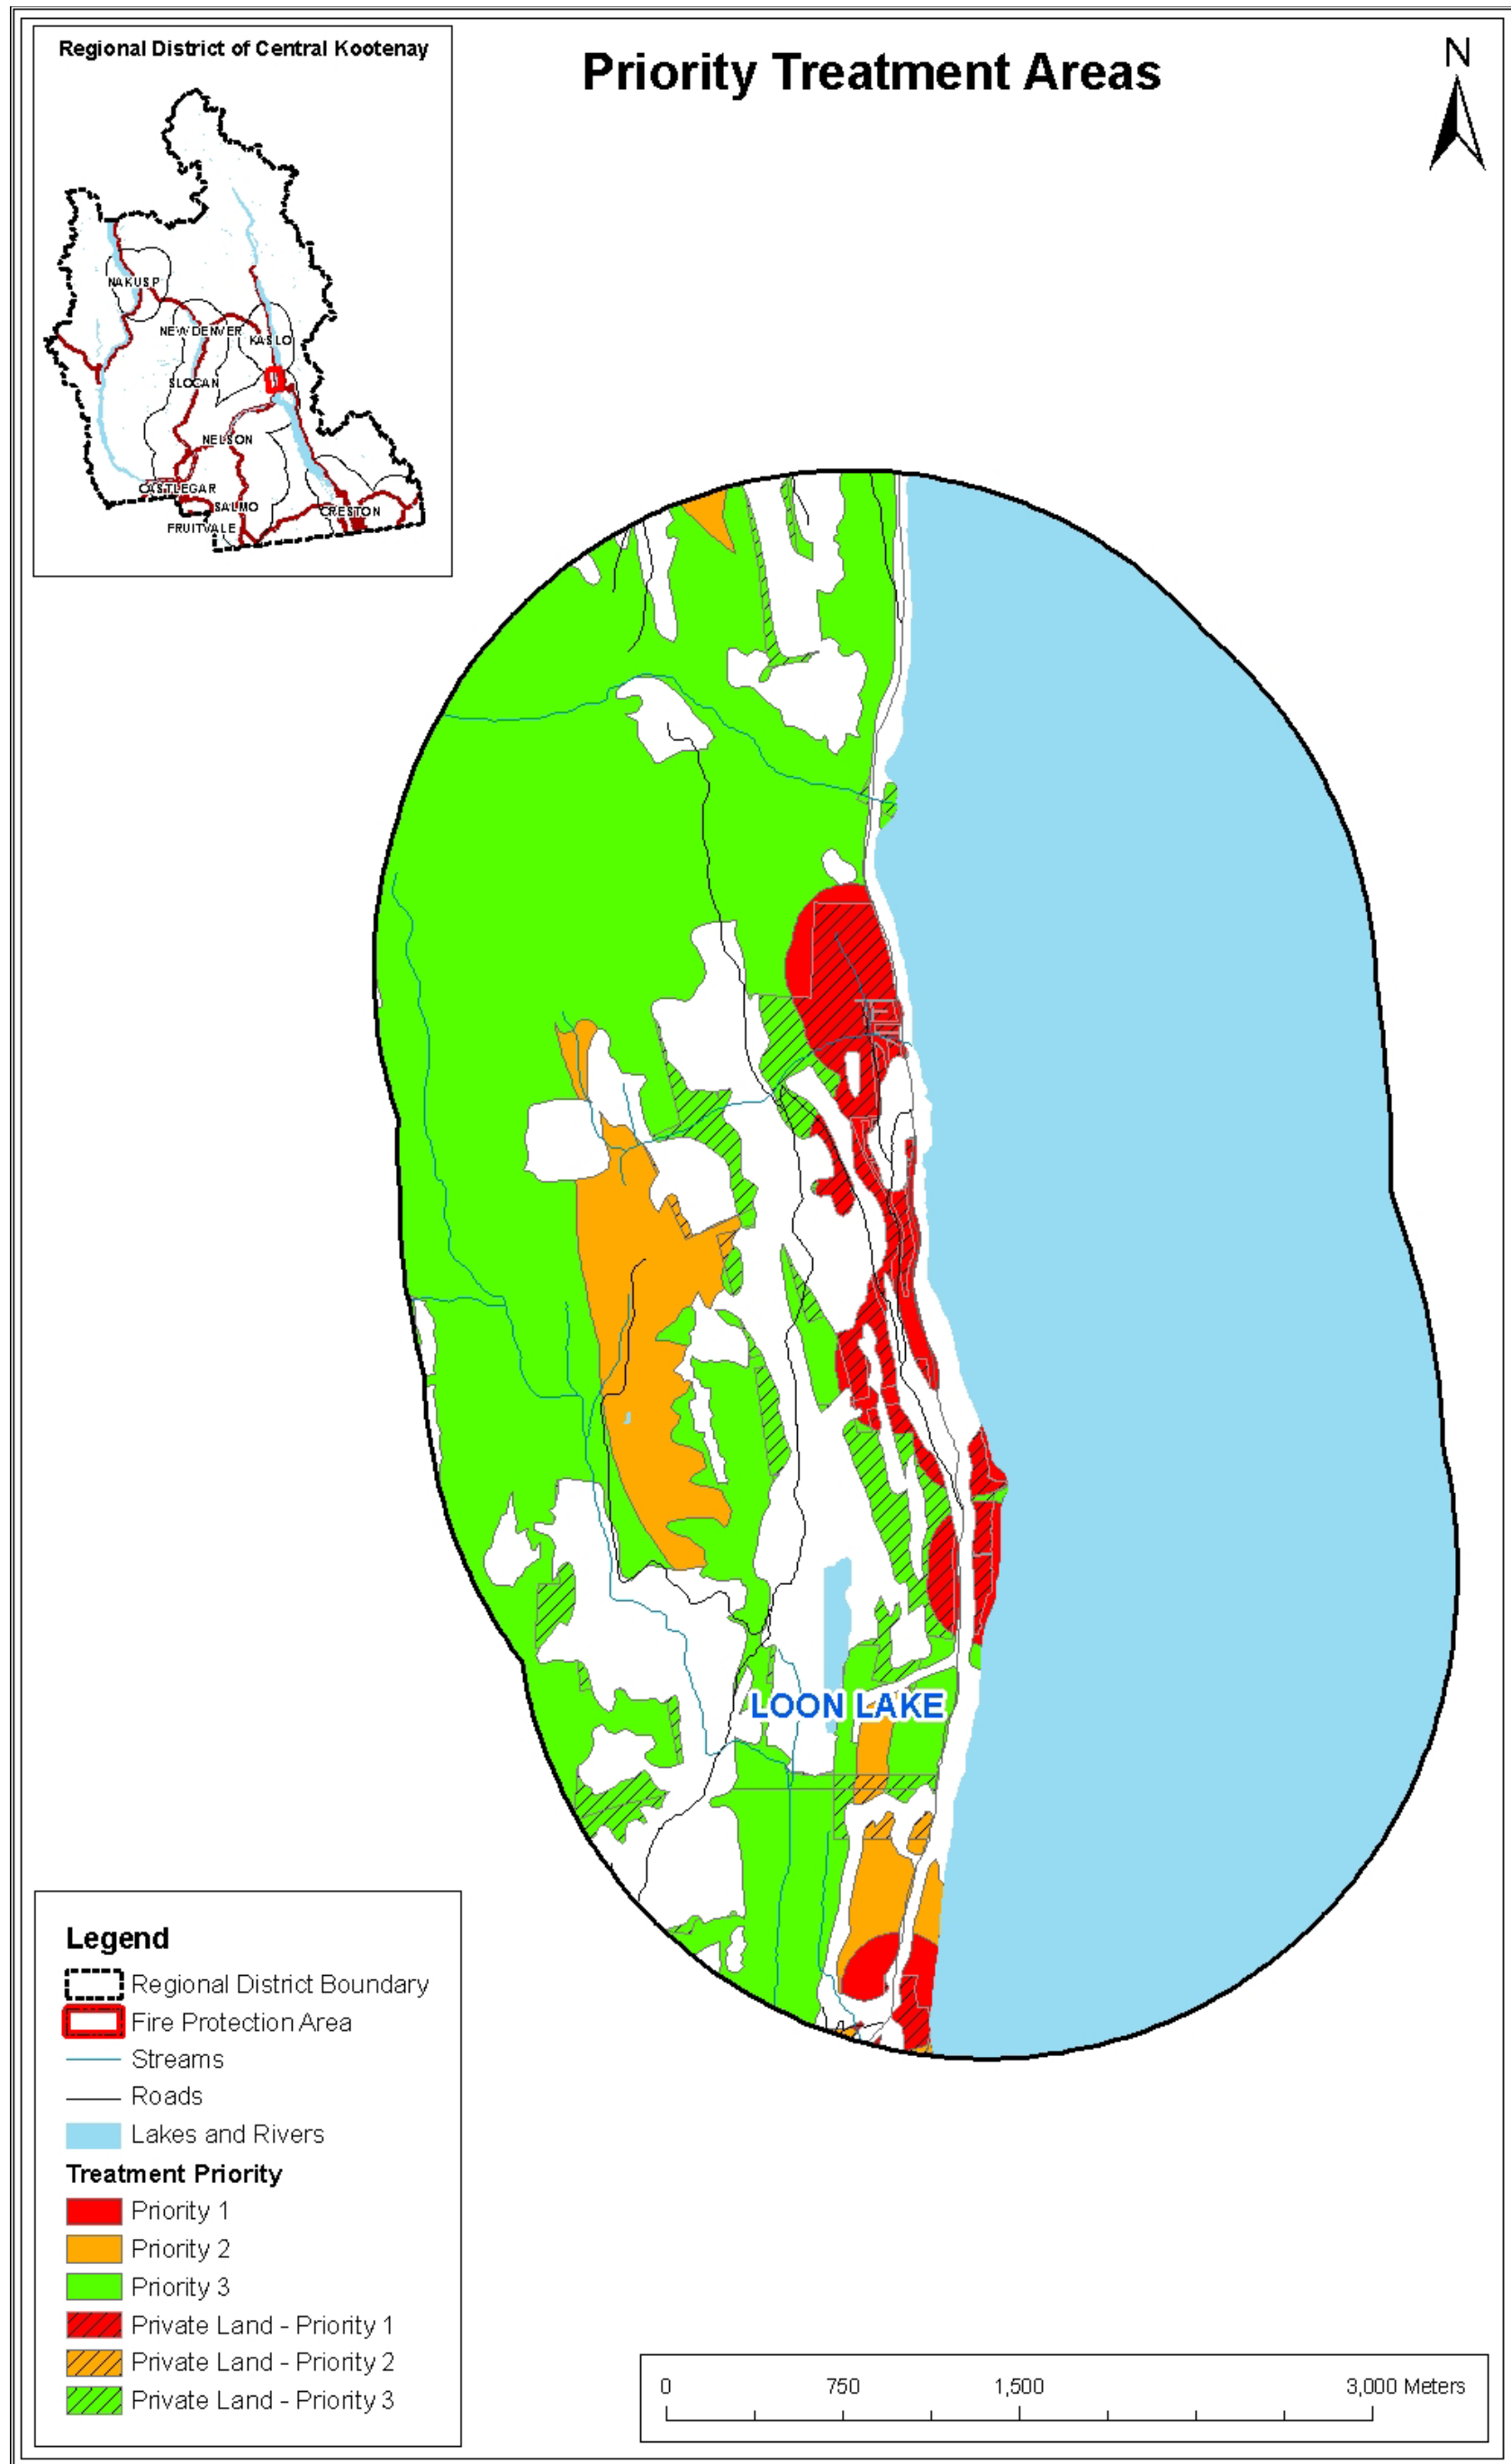 Regional District of Central Kootenay
Priority Treatment Areas
N
NAKUSP
NEW DENVER
KASLO
SLOCAN
NELSON
CASTLEGAR
SALMO
CRESTON
FRUITVALE
LOON LAKE
Legend
Regional District Boundary
Fire Protection Area
Streams
Roads
Lakes and Rivers
Treatment Priority
Priority 1
Priority 2
Priority 3
Private Land - Priority 1
Private Land - Priority 2
Private Land - Priority 3
0 750 1,500 3,000 Meters